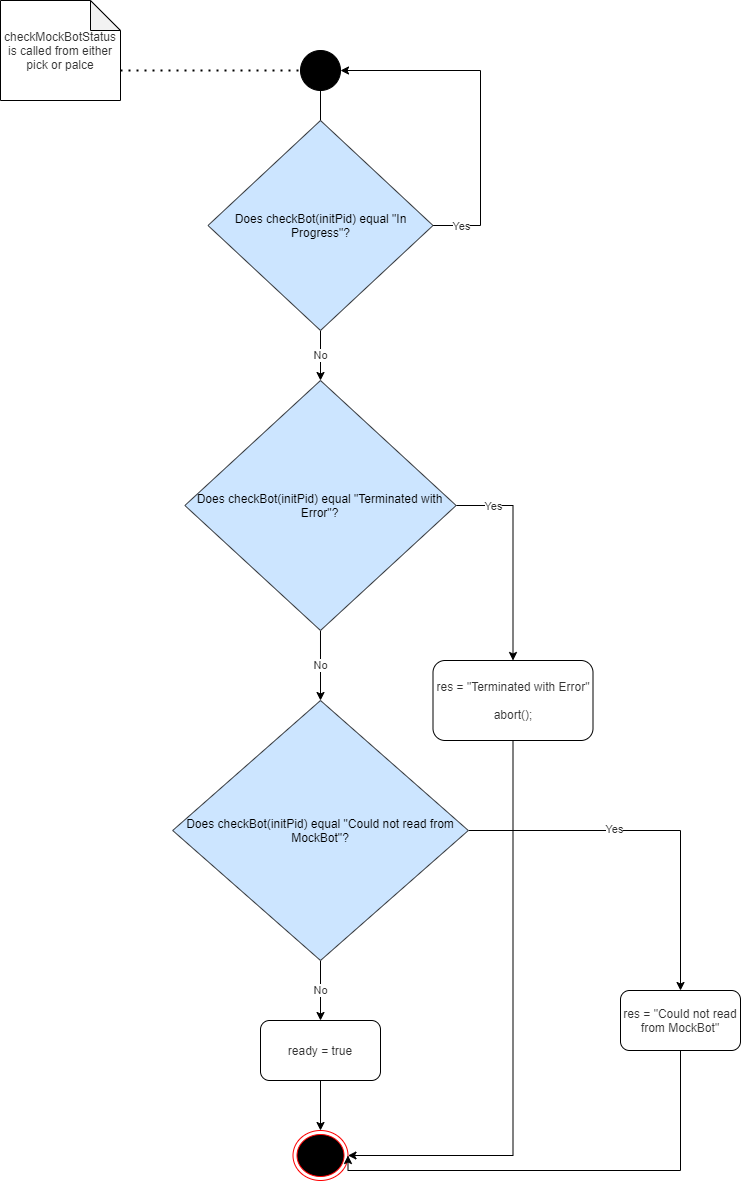 checkMockBotStatus
is called from either
pick or palce
Does checkBot(initPid) equal "In
Progress"?
Yes
No
Does checkBot(initPid) equal "Terminated with
Error"?
Yes
No
res = "Terminated with Error"
abort();
Does checkBot(initPid) equal "Could not read from
MockBot"?
Yes
No
res = "Could not read
from MockBot"
ready = true